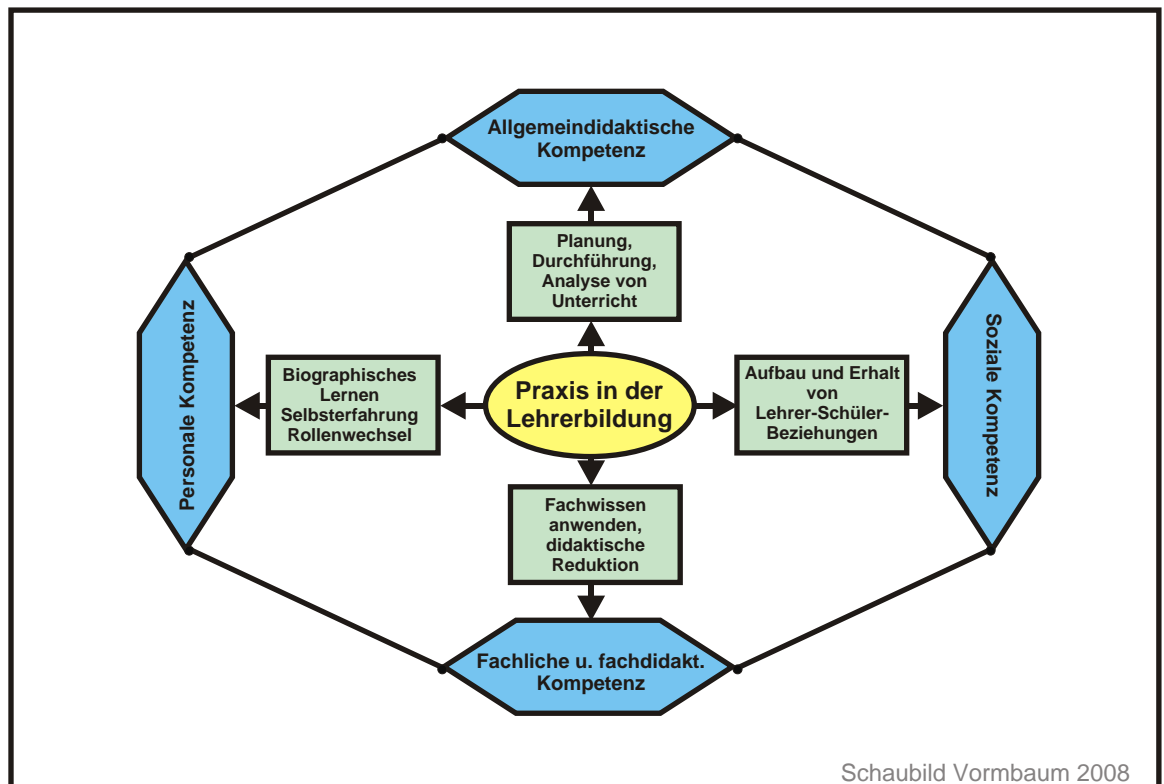 Allgemeindidaktische
Kompetenz
Planung,
Durchführung,
Analyse von
Unterricht
Personale Kompetenz
Biographisches
Lernen
Selbsterfahrung
Rollenwechsel
Praxis in der
Lehrerbildung
Aufbau und Erhalt
von
Lehrer-Schüler-
Beziehungen
Soziale Kompetenz
Fachwissen
anwenden,
didaktische
Reduktion
Fachliche u. fachdidakt.
Kompetenz
Schaubild Vormbaum 2008